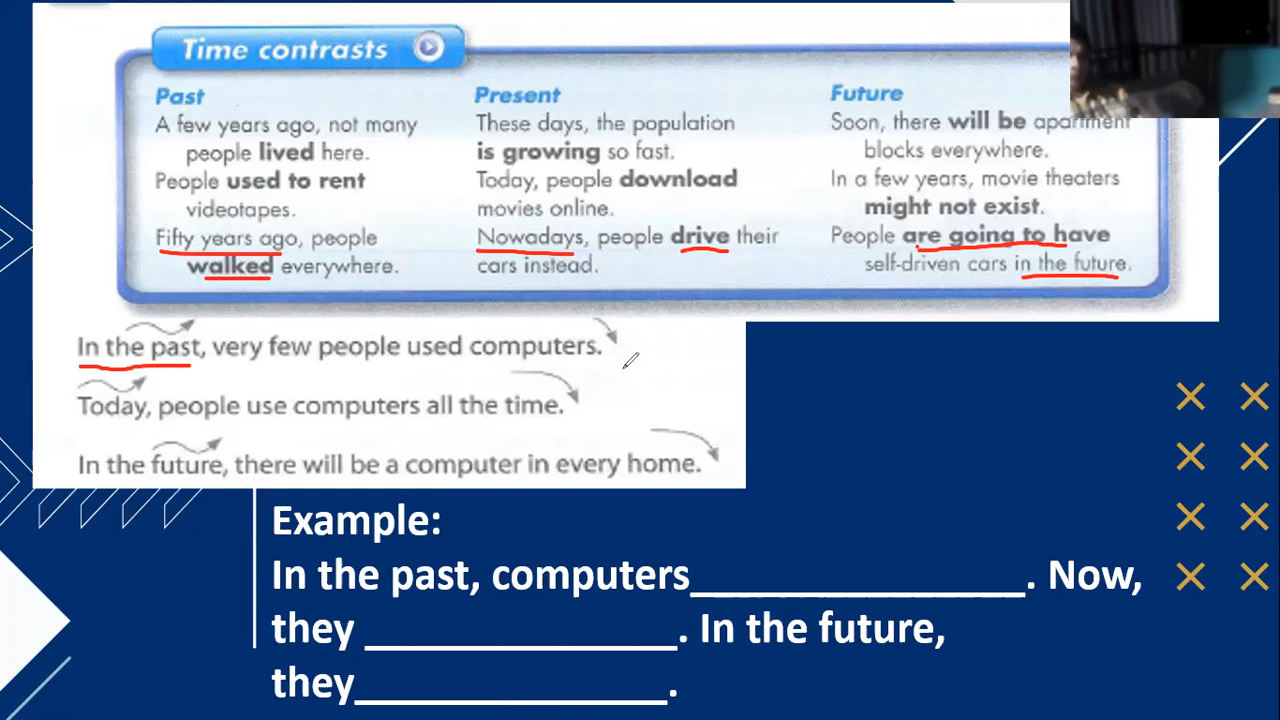 Time contrasts
Past
A few years ago, not many
people lived here.
People used to rent
videotapes.
Fifty years ago, people
walked everywhere.
Present
These days, the population
is growing so fast.
Today, people download
movies online.
Nowadays, people drive their
cars instead.
Future
Soon, there will be apartment
blocks everywhere.
In a few years, movie theaters
might not exist.
People are going to have
self-driven cars in the future.
In the past, very few people used computers.
Today, people use computers all the time.
In the future, there will be a computer in every home.
Example:
In the past, computers_______________. Now,
they ______________. In the future,
they______________.